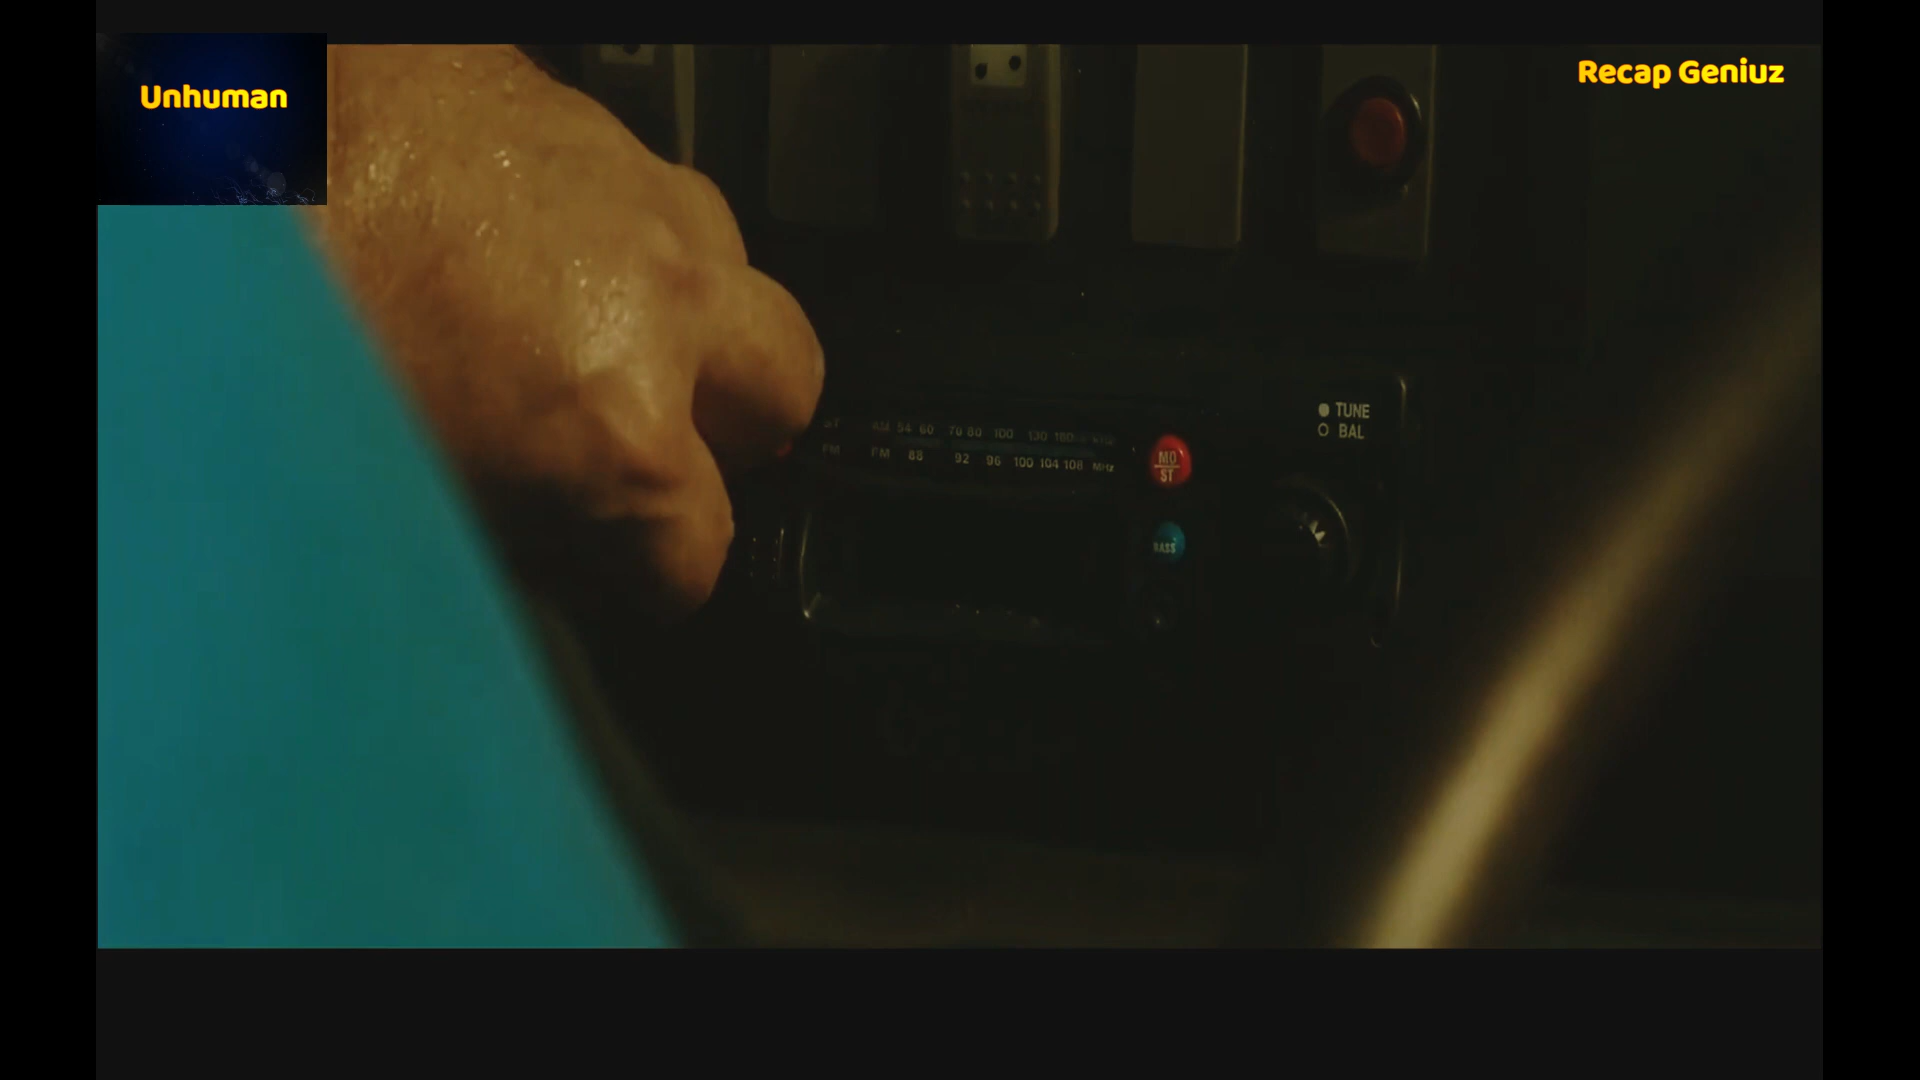 Unhuman
Recap Geniuz
TUNE
BAL
AM 54 60 70 80 100 130 160
FM 88 92 96 100 104 108 MHz
MO
ST
BASS